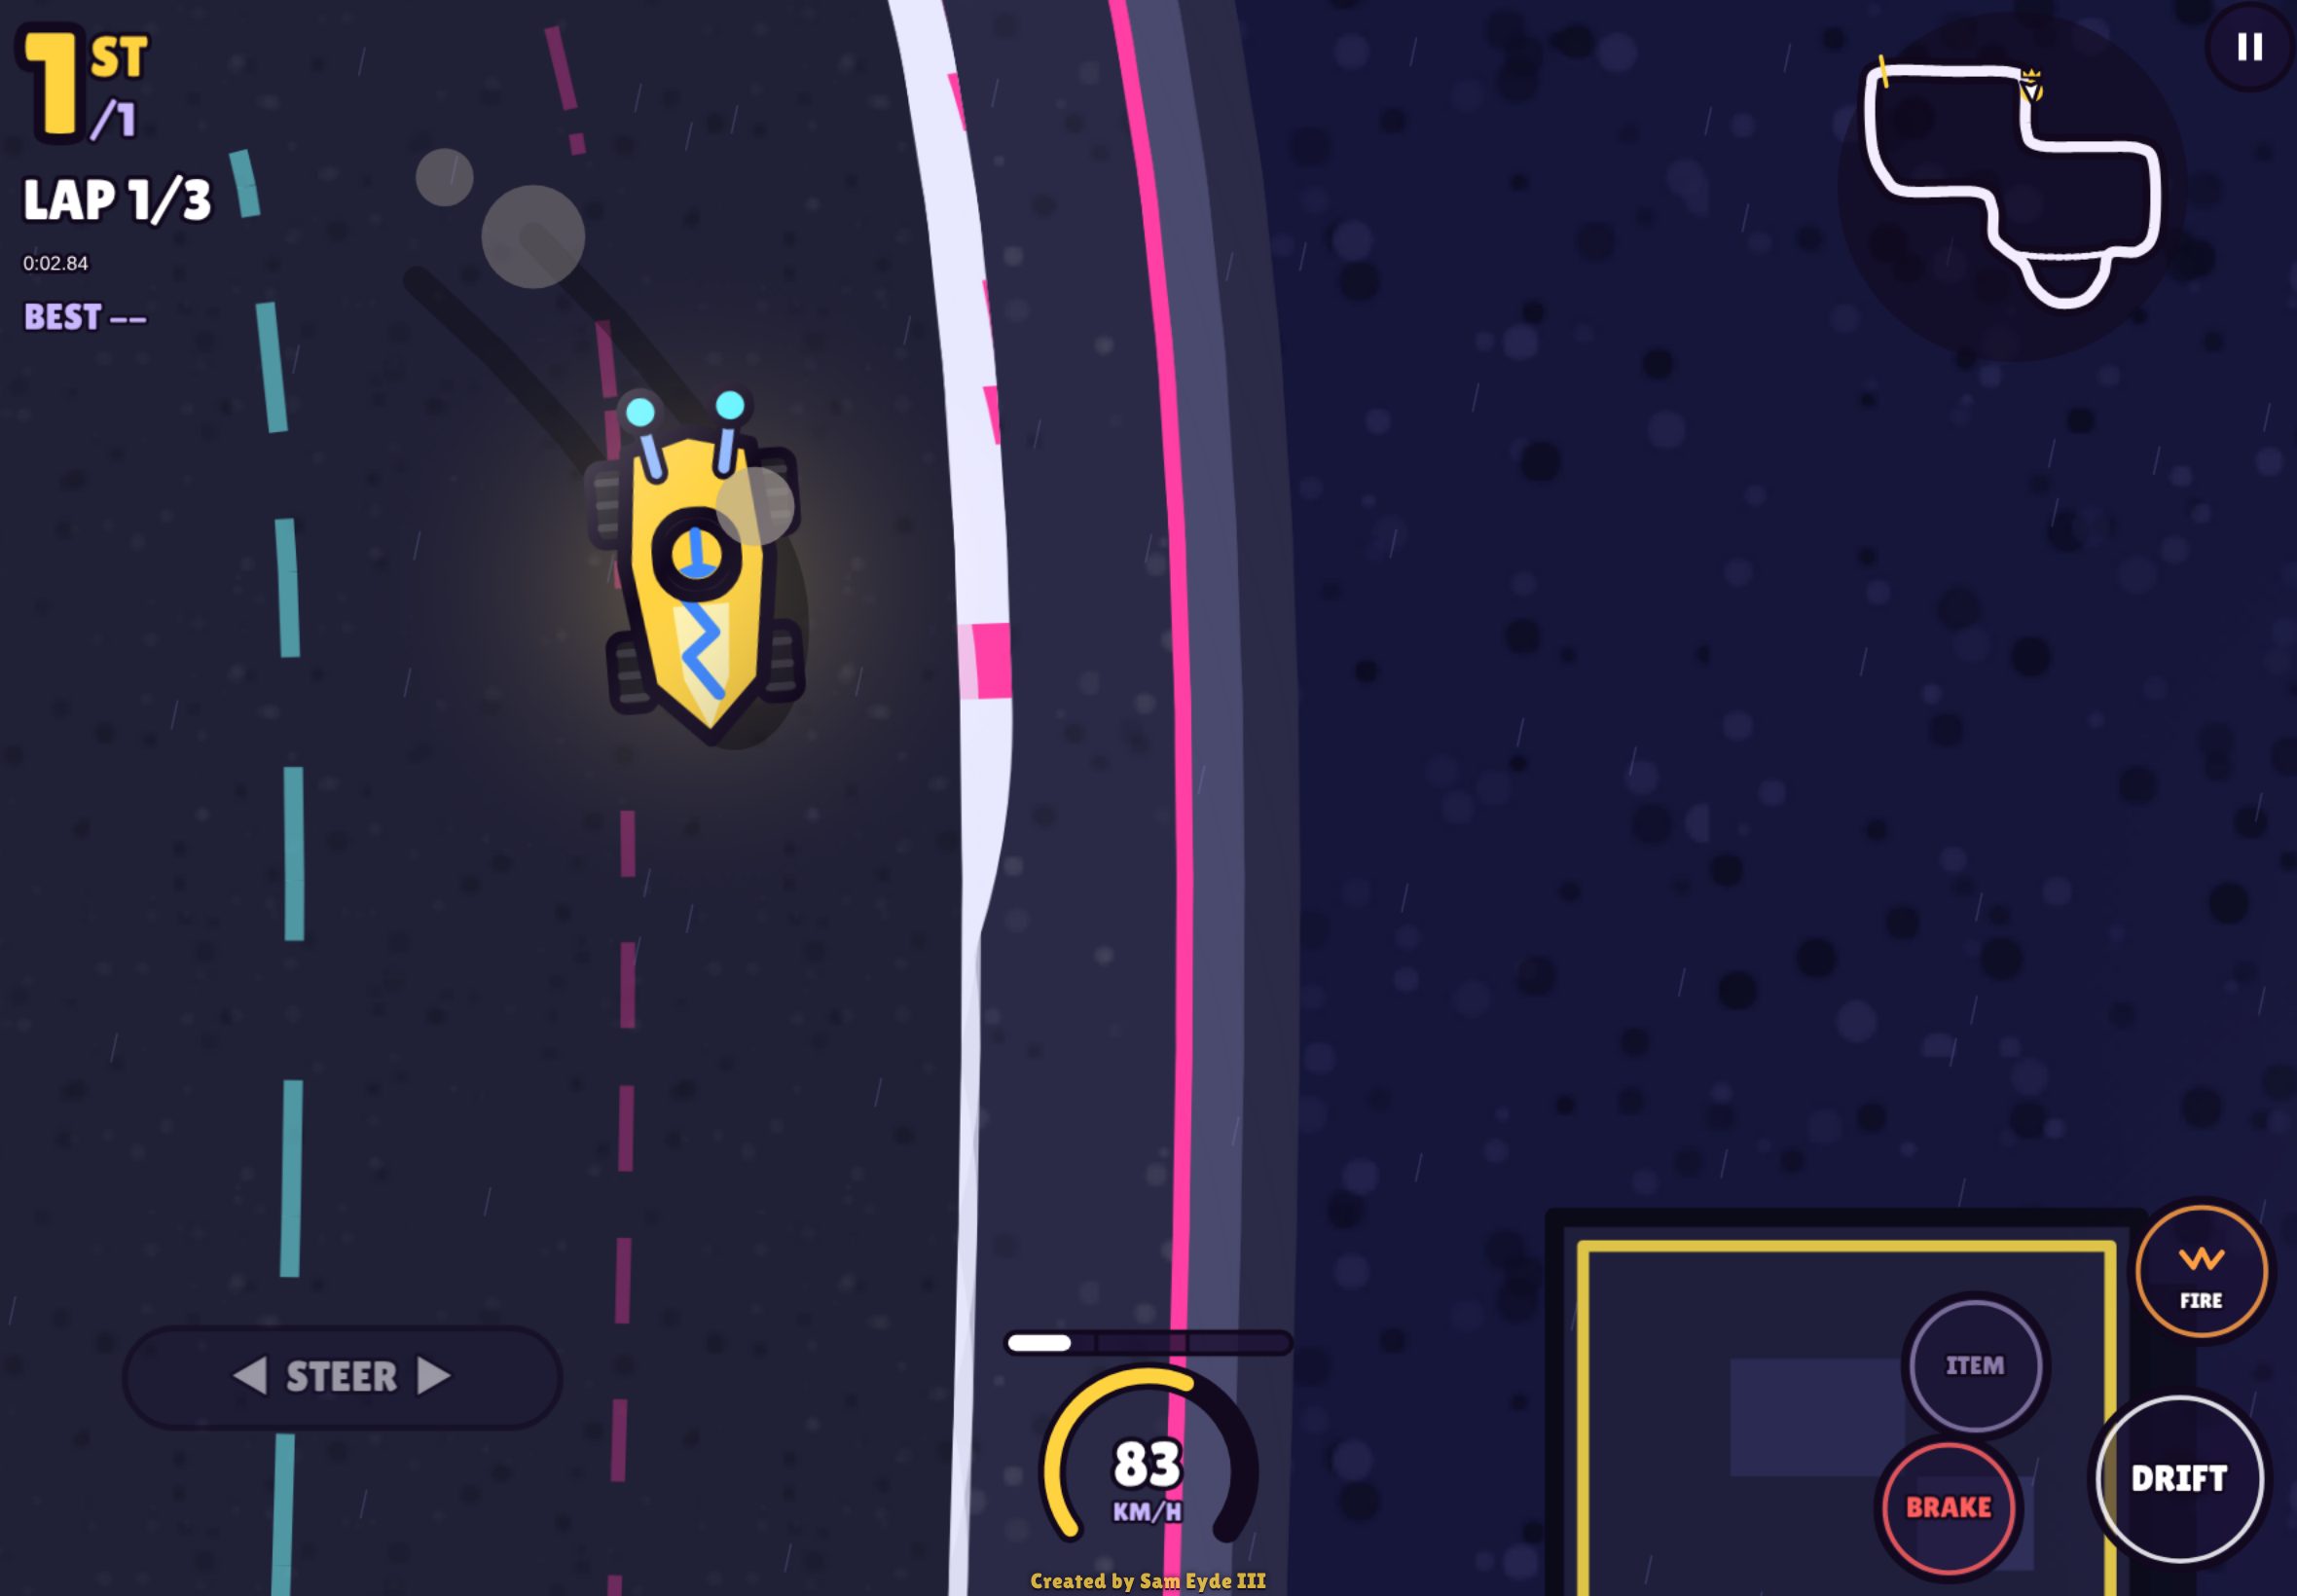 1ST
/1
LAP 1/3
0:02.84
BEST --
◀ STEER ▶
83
KM/H
FIRE
ITEM
BRAKE
DRIFT
Created by Sam Eyde III